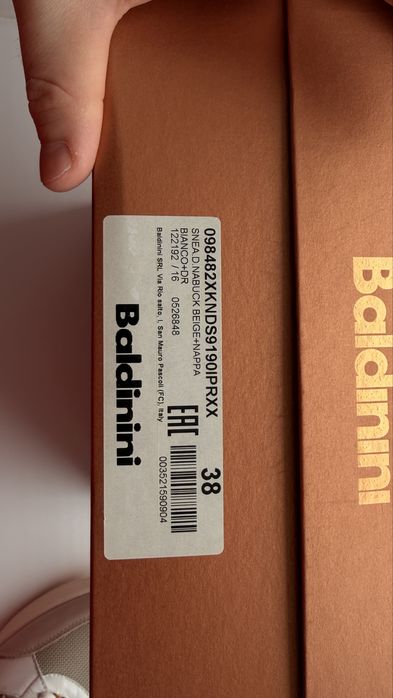 098482XKNDS9190IPRXX
SNEA.D NABUCK BEIGE+NAPPA
BIANCO+DR
122192 / 16 0526848
Baldinini SRL Via Rio salto, I, San Mauro Pascoli (FC), Italy
38
EAC
003521590904
Baldinini
Baldinini